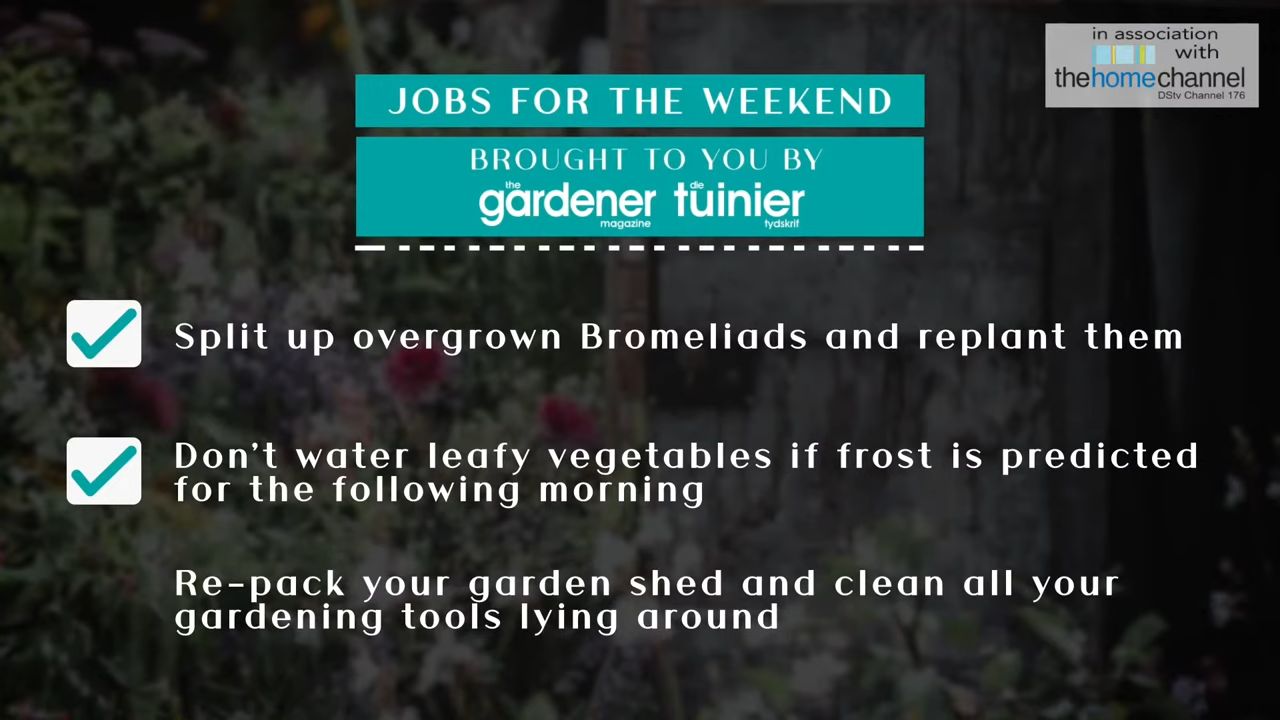 in association
with
thehomechannel
DStv Channel 176
JOBS FOR THE WEEKEND
BROUGHT TO YOU BY
the gardener magazine
die tuinier tydskrif
Split up overgrown Bromeliads and replant them
Don't water leafy vegetables if frost is predicted
for the following morning
Re-pack your garden shed and clean all your
gardening tools lying around